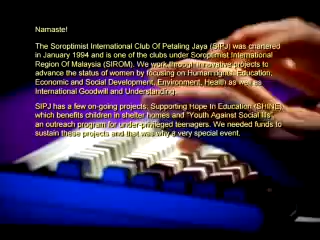 Namaste!
The Soroptimist International Club Of Petaling Jaya (SIPJ) was chartered
in January 1994 and is one of the clubs under Soroptimist International
Region Of Malaysia (SIROM). We work through innovative projects to
advance the status of women by focusing on Human rights, Education,
Economic and Social Development, Environment, Health as well as
International Goodwill and Understanding.
SIPJ has a few on-going projects. Supporting Hope In Education (SHINE)
which benefits children in shelter homes and "Youth Against Social Ills",
an outreach program for under-privileged teenagers. We needed funds to
sustain these projects and that was why a very special event.